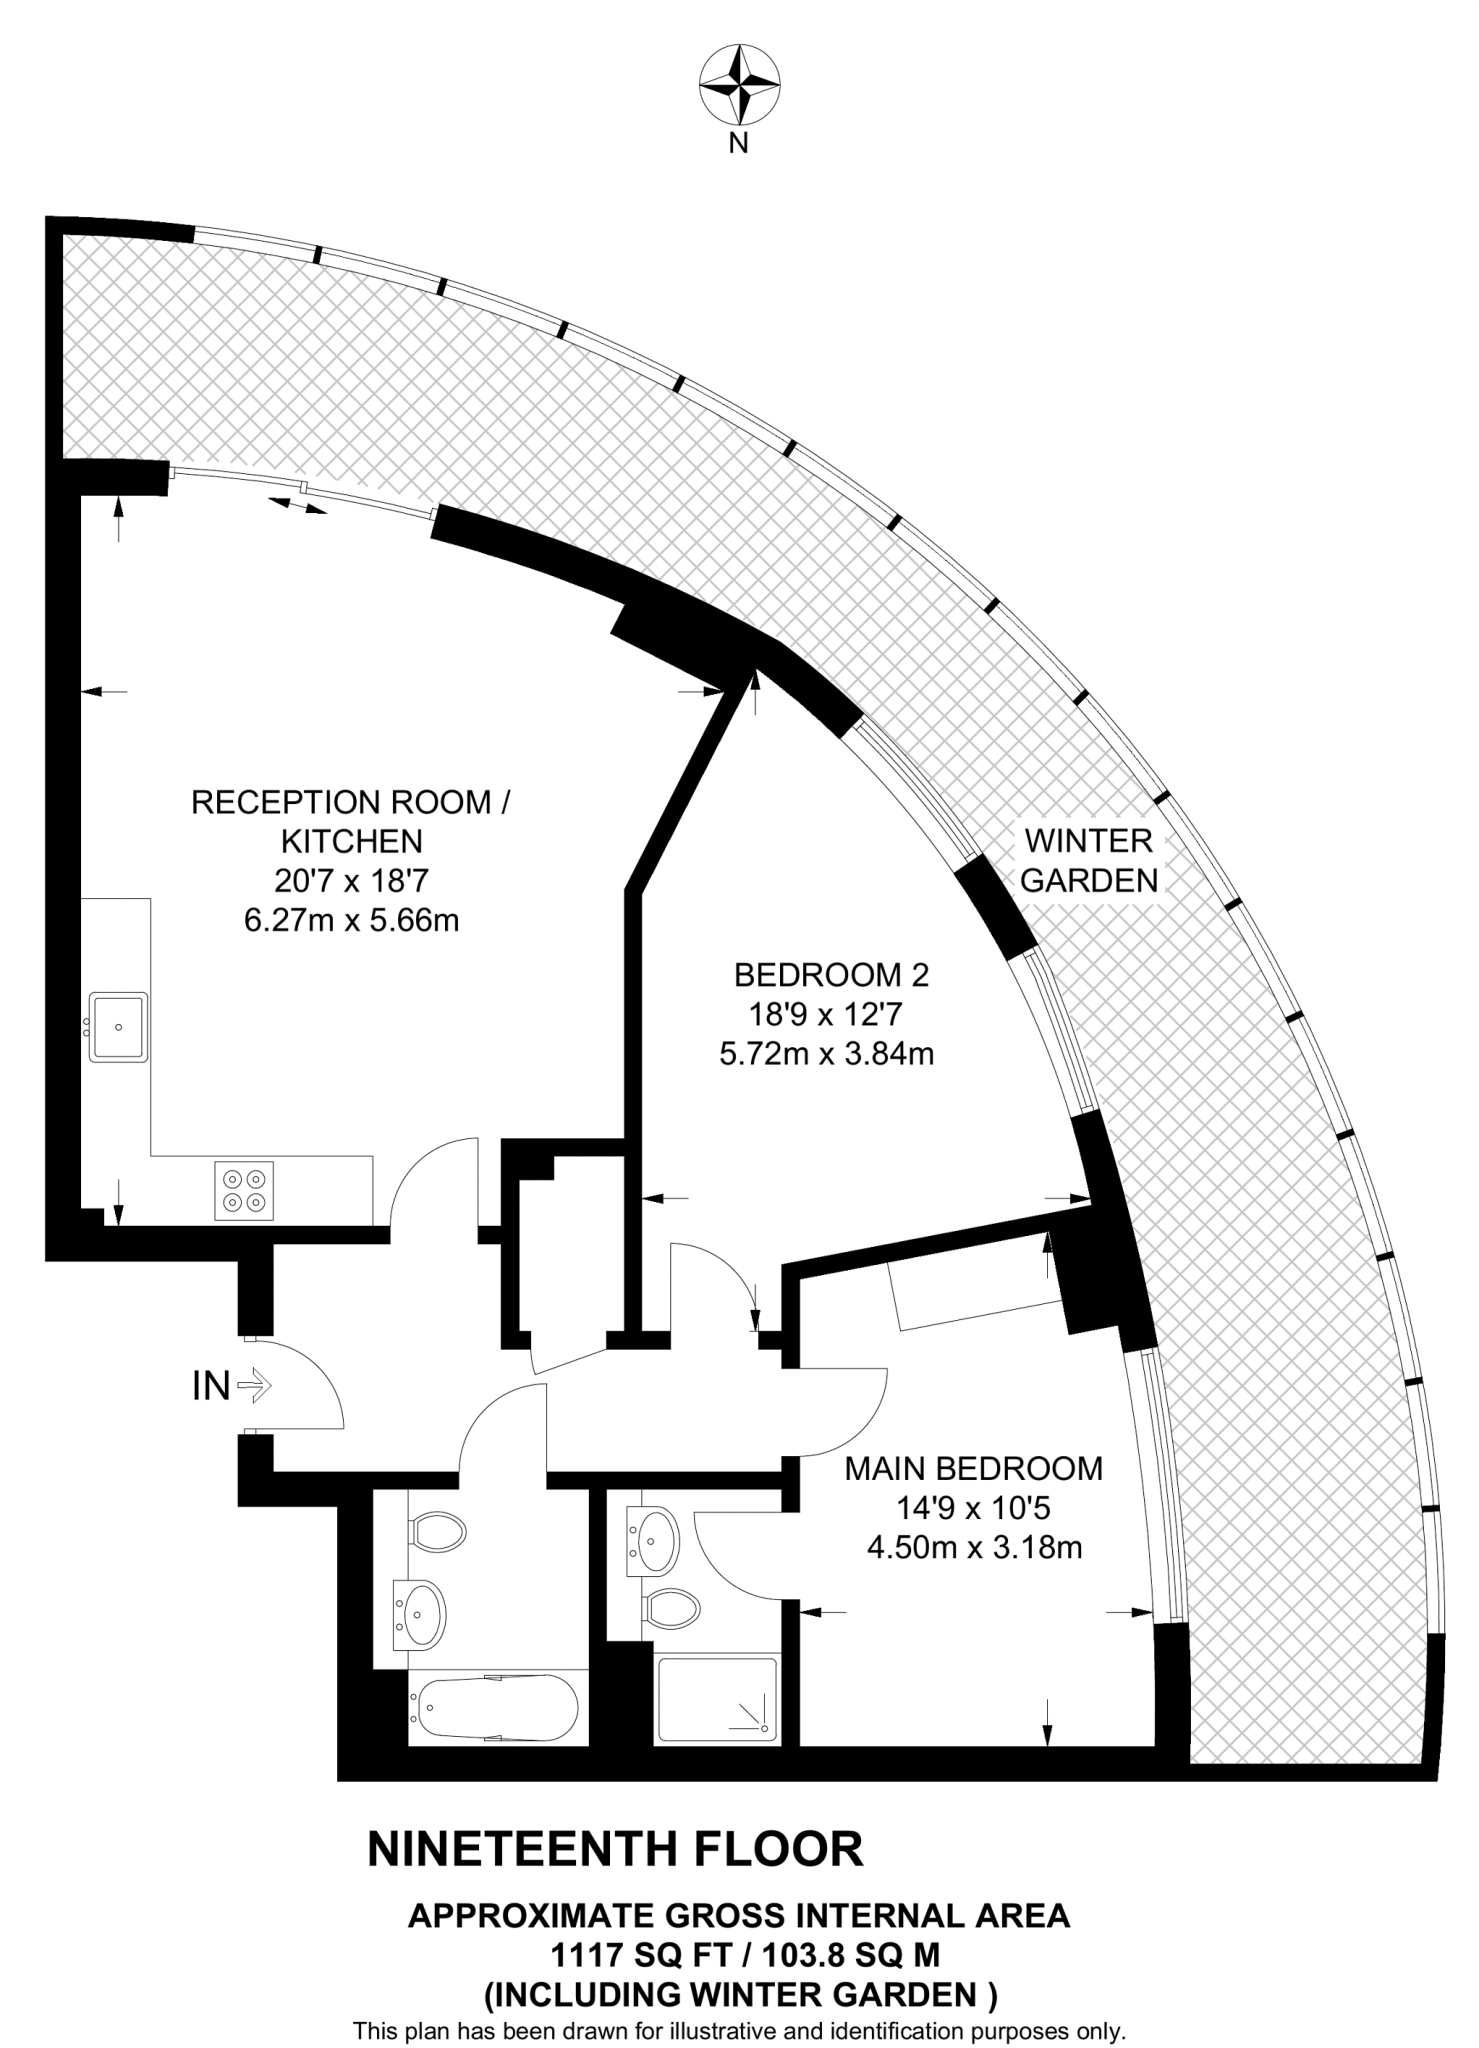 N
RECEPTION ROOM /
KITCHEN
20'7 x 18'7
6.27m x 5.66m
WINTER
GARDEN
BEDROOM 2
18'9 x 12'7
5.72m x 3.84m
IN
MAIN BEDROOM
14'9 x 10'5
4.50m x 3.18m
NINETEENTH FLOOR
APPROXIMATE GROSS INTERNAL AREA
1117 SQ FT / 103.8 SQ M
(INCLUDING WINTER GARDEN )
This plan has been drawn for illustrative and identification purposes only.